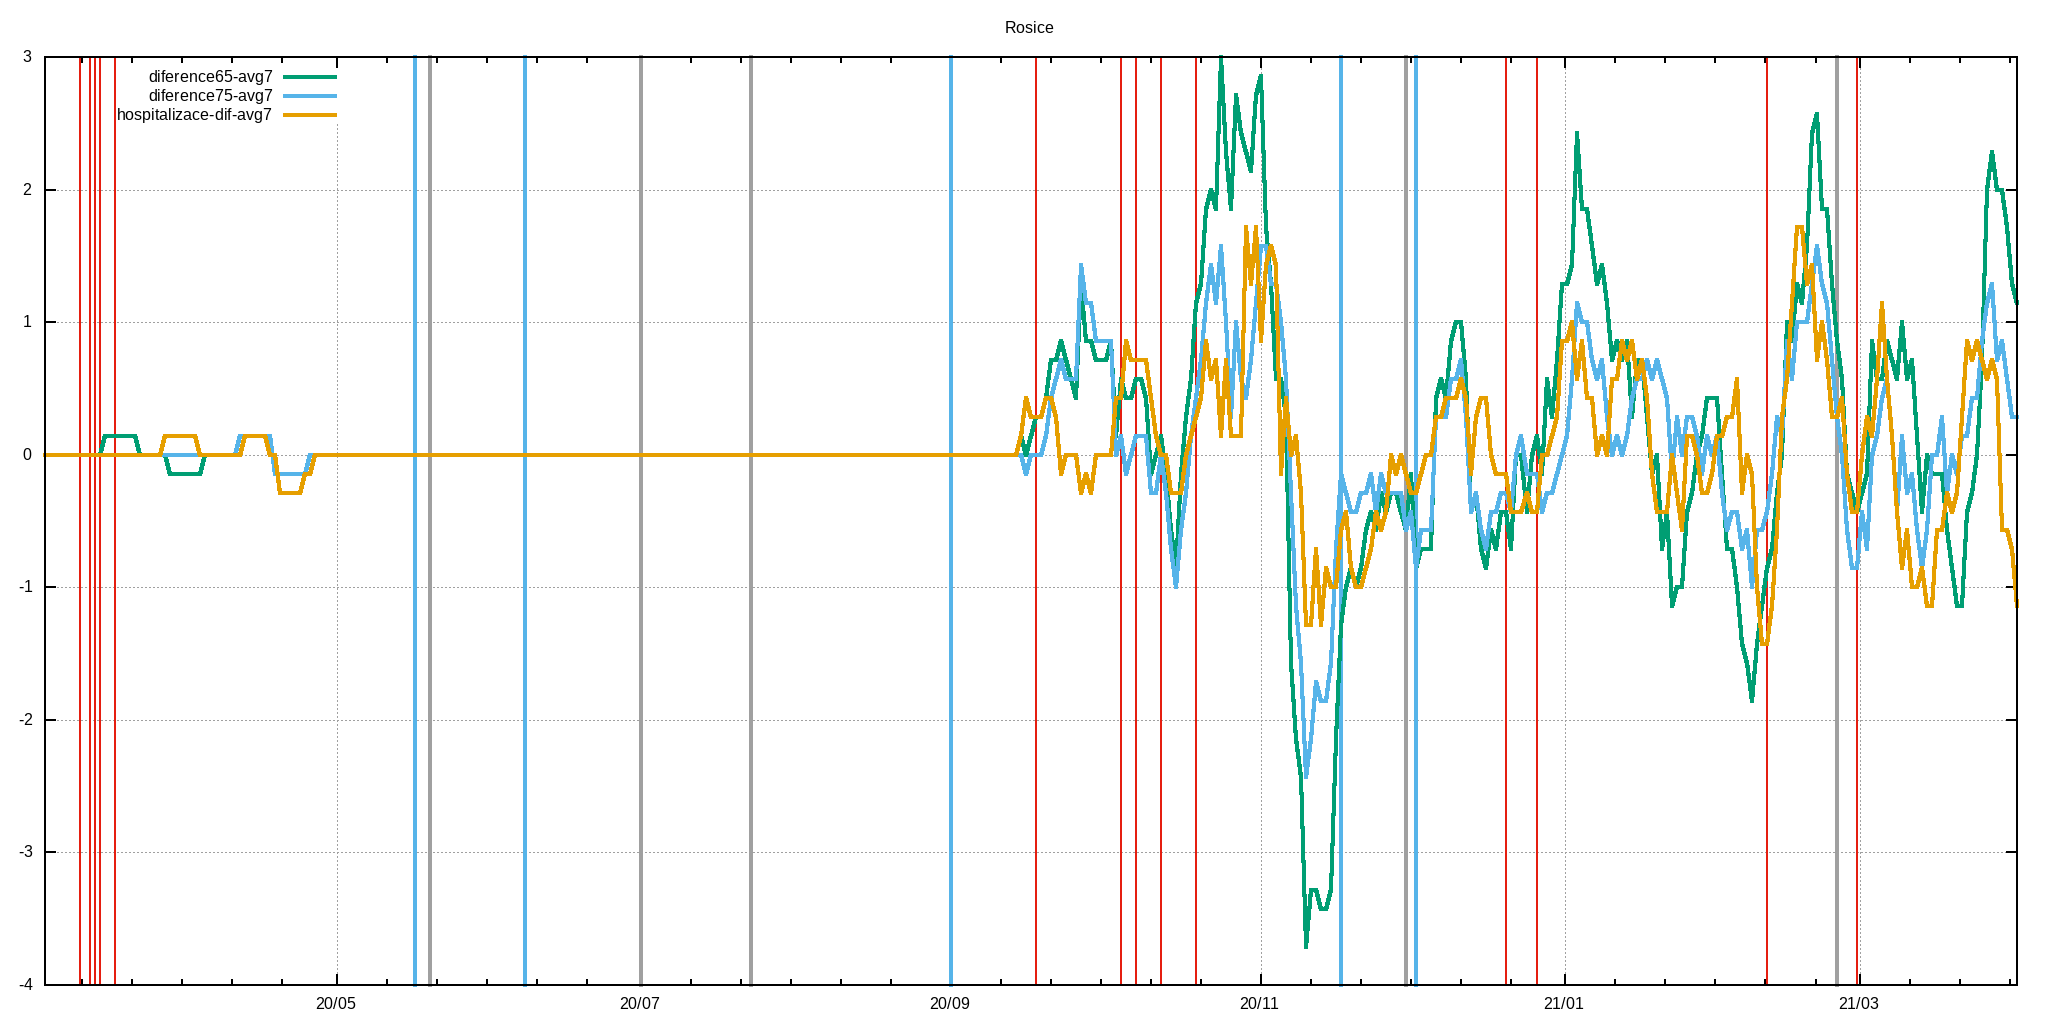 Rosice
3
diference65-avg7
diference75-avg7
hospitalizace-dif-avg7
2
1
0
-1
-2
-3
-4
20/05 20/07 20/09 20/11 21/01 21/03